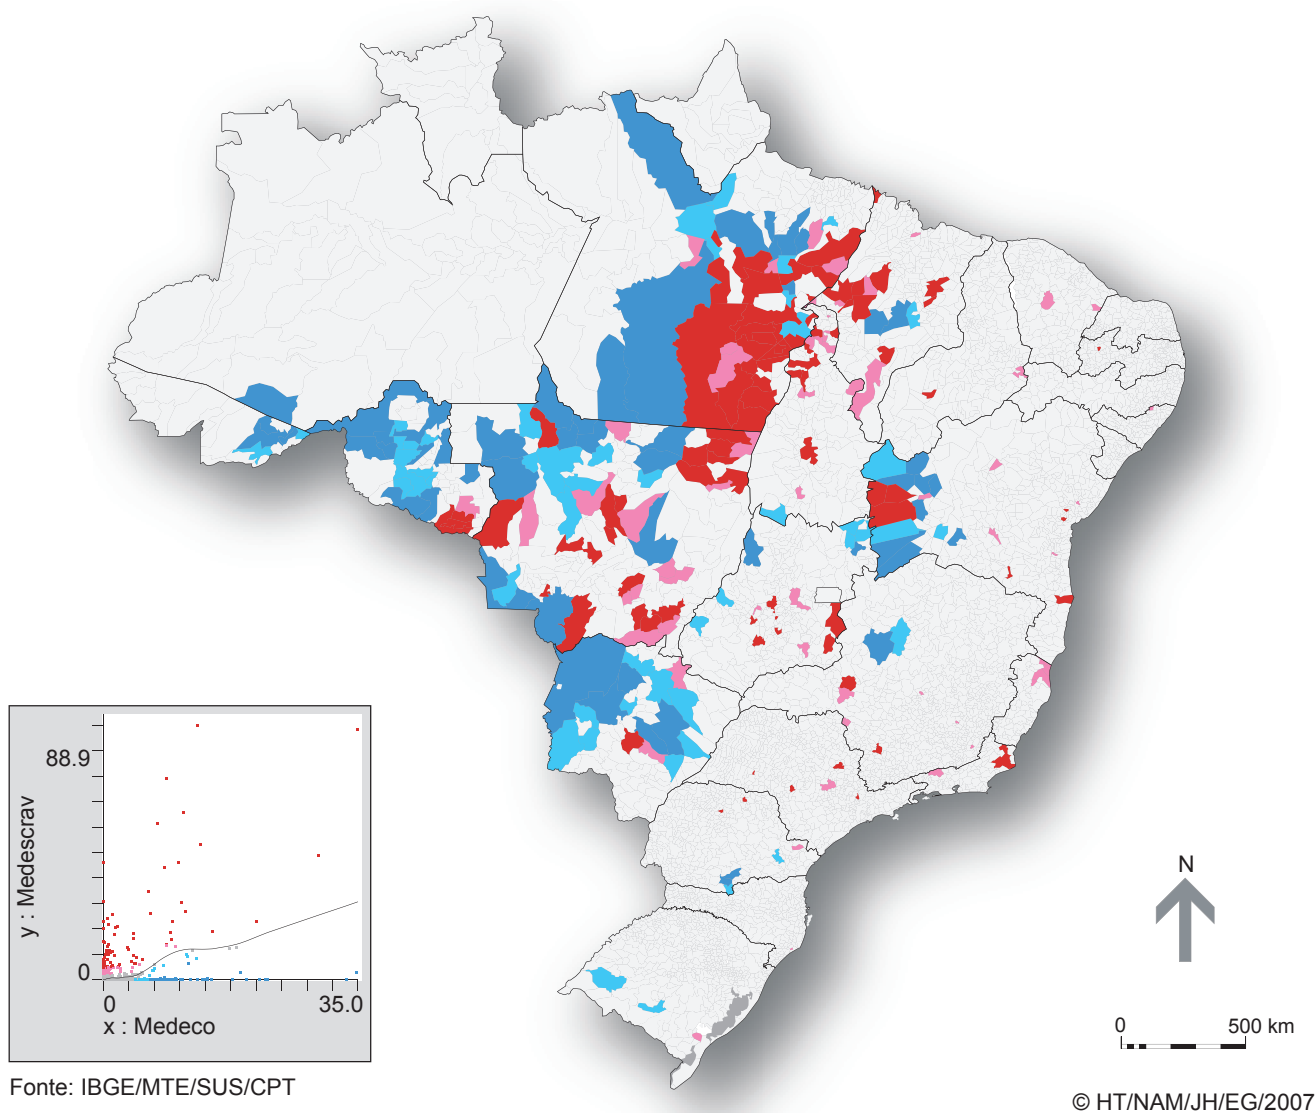 N
0
500 km
88.9
y : Medescrav
0
0
35.0
x : Medeco
Fonte: IBGE/MTE/SUS/CPT
© HT/NAM/JH/EG/2007